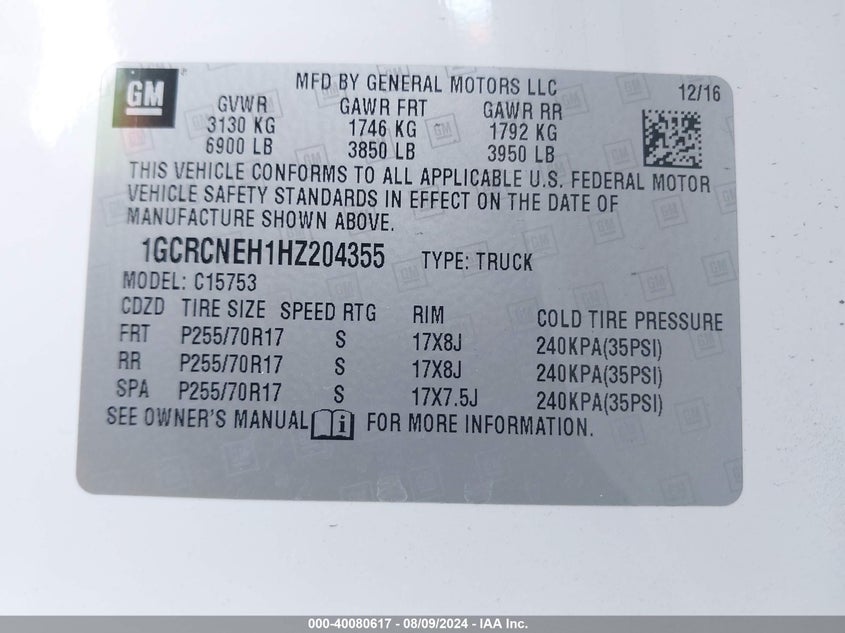 GM
MFD BY GENERAL MOTORS LLC 12/16
GVWR GAWR FRT GAWR RR
3130 KG 1746 KG 1792 KG
6900 LB 3850 LB 3950 LB
THIS VEHICLE CONFORMS TO ALL APPLICABLE U.S. FEDERAL MOTOR
VEHICLE SAFETY STANDARDS IN EFFECT ON THE DATE OF
MANUFACTURE SHOWN ABOVE.
1GCRCNEH1HZ204355 TYPE: TRUCK
MODEL: C15753
CDZD TIRE SIZE SPEED RTG RIM COLD TIRE PRESSURE
FRT P255/70R17 S 17X8J 240KPA(35PSI)
RR P255/70R17 S 17X8J 240KPA(35PSI)
SPA P255/70R17 S 17X7.5J 240KPA(35PSI)
SEE OWNER'S MANUAL i FOR MORE INFORMATION.
000-40080617 - 08/09/2024 - IAA Inc.